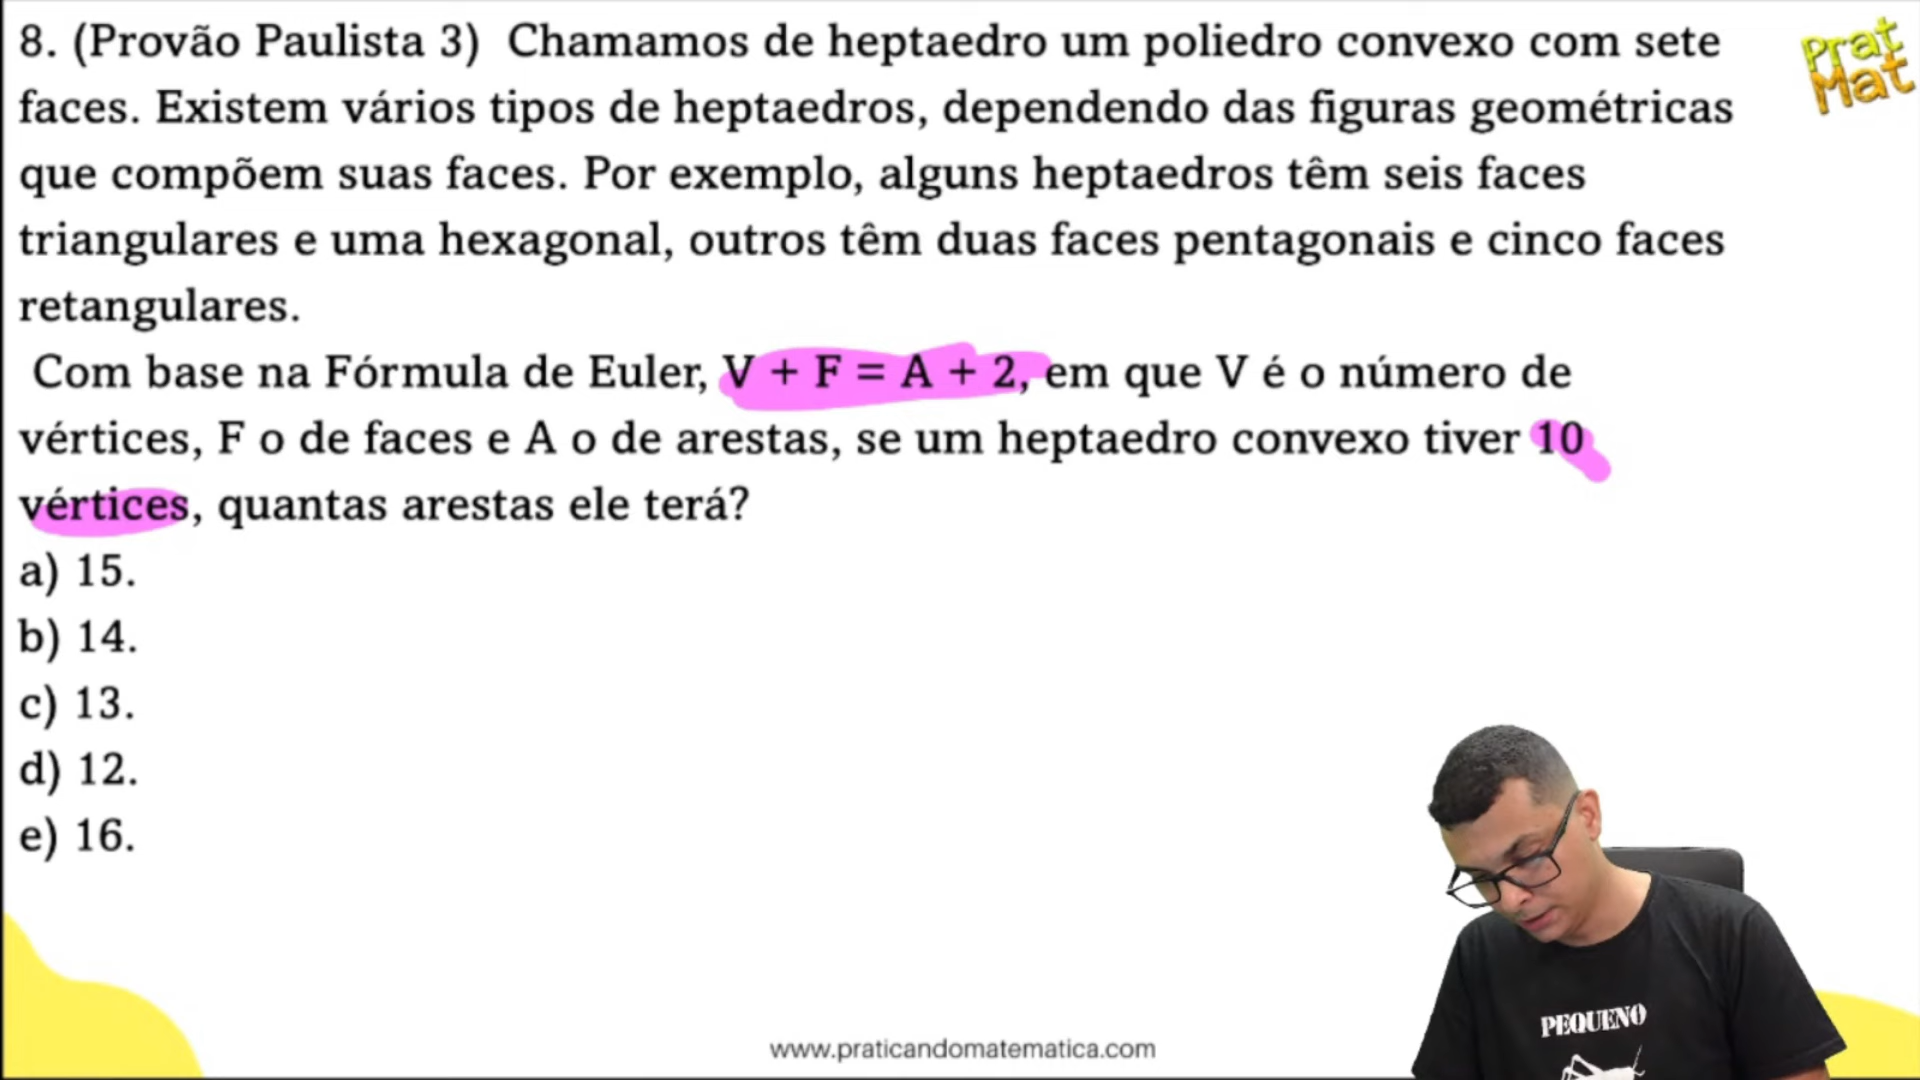 8. (Provão Paulista 3) Chamamos de heptaedro um poliedro convexo com sete
faces. Existem vários tipos de heptaedros, dependendo das figuras geométricas
que compõem suas faces. Por exemplo, alguns heptaedros têm seis faces
triangulares e uma hexagonal, outros têm duas faces pentagonais e cinco faces
retangulares.
Com base na Fórmula de Euler, V + F = A + 2, em que V é o número de
vértices, F o de faces e A o de arestas, se um heptaedro convexo tiver 10
vértices, quantas arestas ele terá?
a) 15.
b) 14.
c) 13.
d) 12.
e) 16.
Prat
Mat
PEQUENO
www.praticandomatematica.com